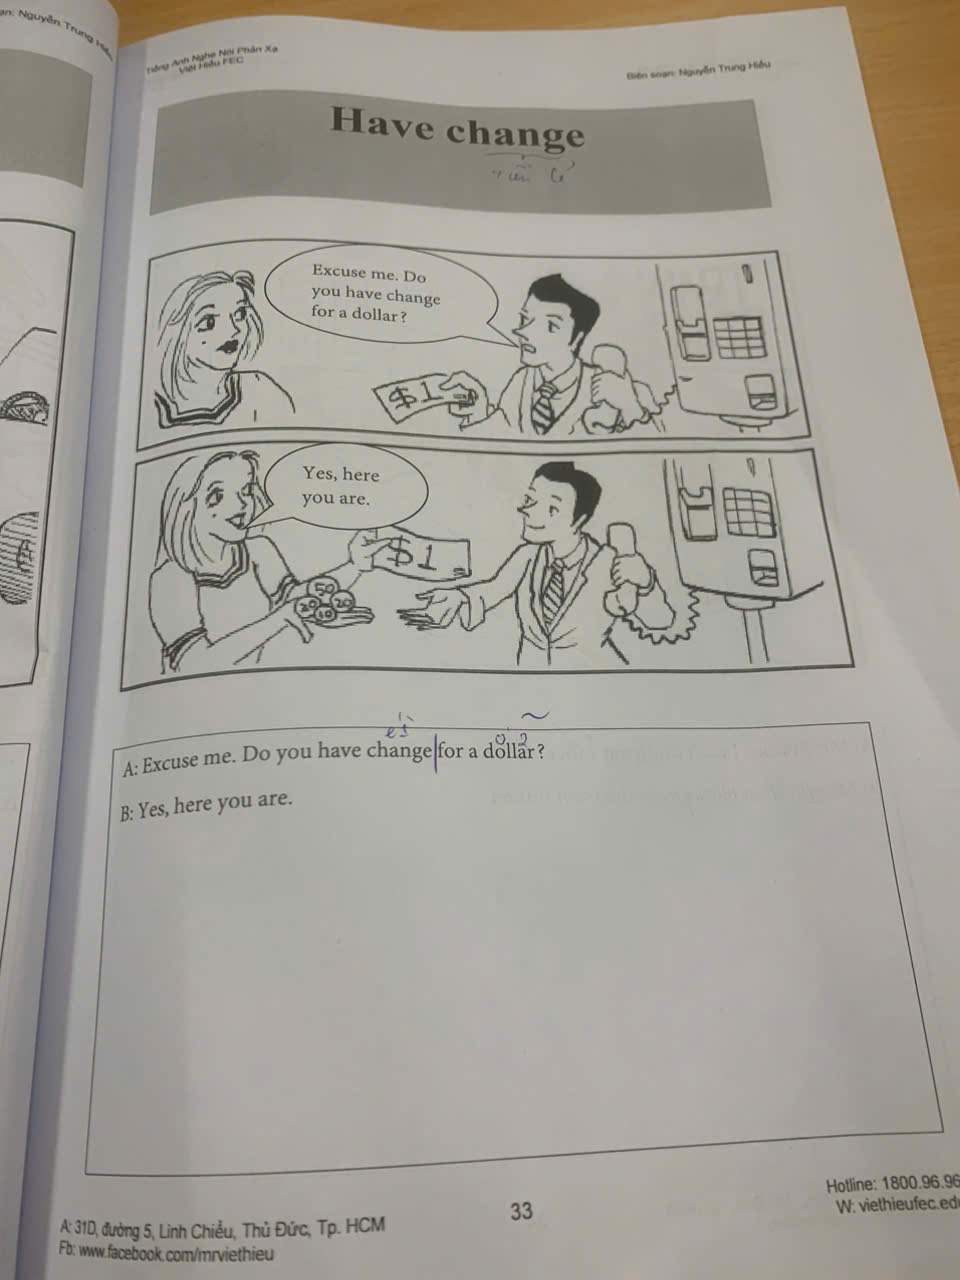 Nguyễn Trung Hiếu
Tiếng Anh Nghe Nói Phản Xạ
Việt Hiếu FEC
Biên soạn: Nguyễn Trung Hiếu
Have change
Excuse me. Do
you have change
for a dollar?
$1
Yes, here
you are.
$1
50
20
20
10
A: Excuse me. Do you have change for a dollar?
B: Yes, here you are.
33
A: 31D, đường 5, Linh Chiểu, Thủ Đức, Tp. HCM
Fb: www.facebook.com/mrviethieu
Hotline: 1800.96.96
W: viethieufec.edu